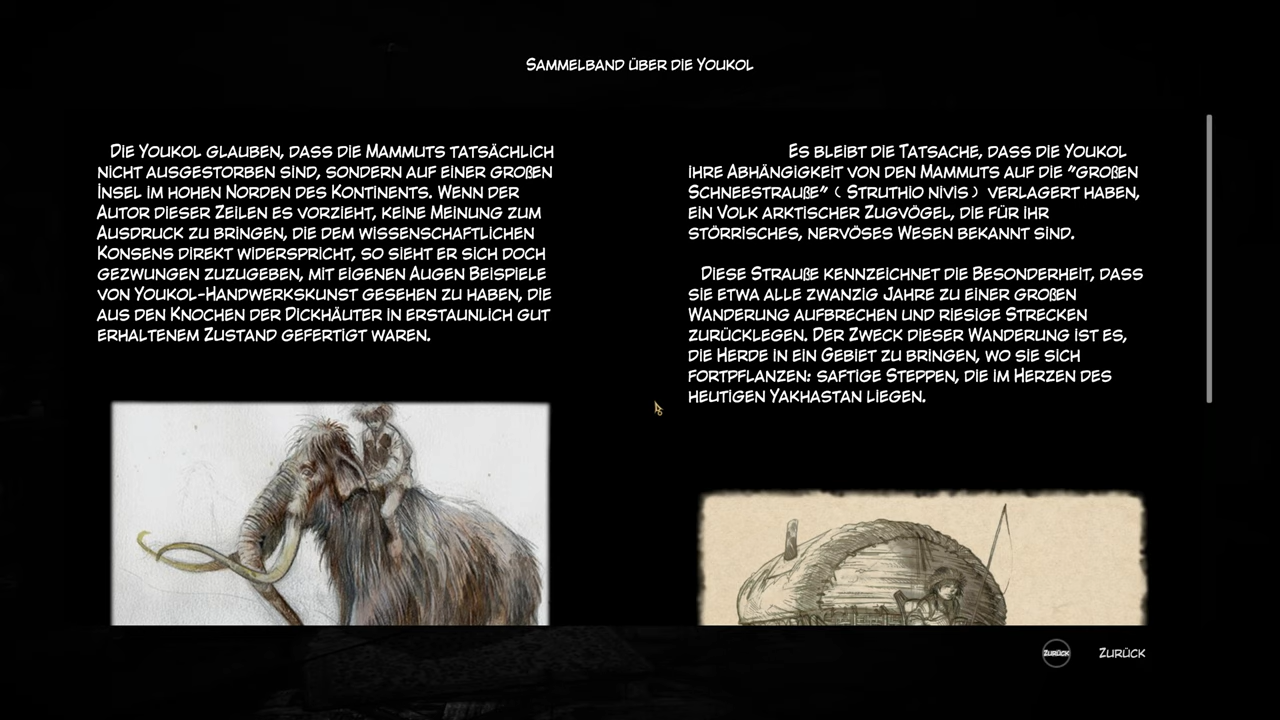 Sammelband über die Youkol
Die Youkol glauben, dass die Mammuts tatsächlich
nicht ausgestorben sind, sondern auf einer großen
Insel im hohen Norden des Kontinents. Wenn der
Autor dieser Zeilen es vorzieht, keine Meinung zum
Ausdruck zu bringen, die dem wissenschaftlichen
Konsens direkt widerspricht, so sieht er sich doch
gezwungen zuzugeben, mit eigenen Augen Beispiele
von Youkol-Handwerkskunst gesehen zu haben, die
aus den Knochen der Dickhäuter in erstaunlich gut
erhaltenem Zustand gefertigt waren.
Es bleibt die Tatsache, dass die Youkol
ihre Abhängigkeit von den Mammuts auf die "großen
Schneestrauße" ( Struthio nivis ) verlagert haben,
ein Volk arktischer Zugvögel, die für ihr
störrisches, nervöses Wesen bekannt sind.
Diese Strauße kennzeichnet die Besonderheit, dass
sie etwa alle zwanzig Jahre zu einer großen
Wanderung aufbrechen und riesige Strecken
zurücklegen. Der Zweck dieser Wanderung ist es,
die Herde in ein Gebiet zu bringen, wo sie sich
fortpflanzen: saftige Steppen, die im Herzen des
heutigen Yakhastan liegen.
Zurück Zurück